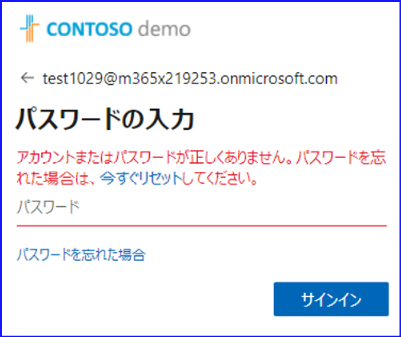 CONTOSO demo
← test1029@m365x219253.onmicrosoft.com
パスワードの入力
アカウントまたはパスワードが正しくありません。パスワードを忘
れた場合は、今すぐリセットしてください。
パスワード
パスワードを忘れた場合
サインイン